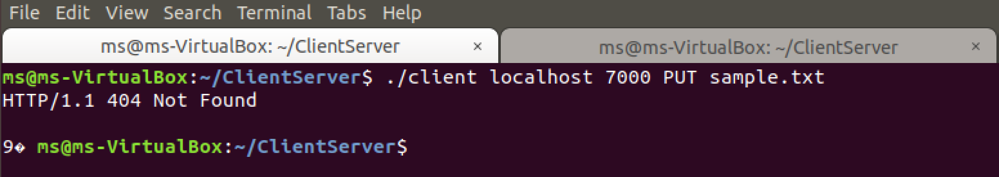 File Edit View Search Terminal Tabs Help
ms@ms-VirtualBox: ~/ClientServer × ms@ms-VirtualBox: ~/ClientServer ×
ms@ms-VirtualBox:~/ClientServer$ ./client localhost 7000 PUT sample.txt
HTTP/1.1 404 Not Found
9� ms@ms-VirtualBox:~/ClientServer$